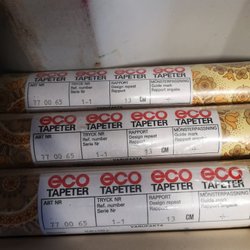 eco eco eco eco
TAPETER TAPETER TAPETER TAPETER
ART NR TRYCK NR RAPPORT MÖNSTERPASSNING
Ref. number Design repeat Guide mark
Serie Nr Rapport Rapport
77 00 65 1-1 13 CM
eco eco eco eco
TAPETER TAPETER TAPETER TAPETER
ART NR TRYCK NR RAPPORT MÖNSTERPASSNING
Ref. number Design repeat Guide mark
Serie Nr Rapport Rapport
77 00 65 1-1 13 CM
eco eco eco eco
TAPETER TAPETER TAPETER TAPETER
ART NR TRYCK NR RAPPORT MÖNSTERPASSNING
Ref. number Design repeat Guide mark
Serie Nr Rapport Rapport
77 00 65 1-1 13 CM